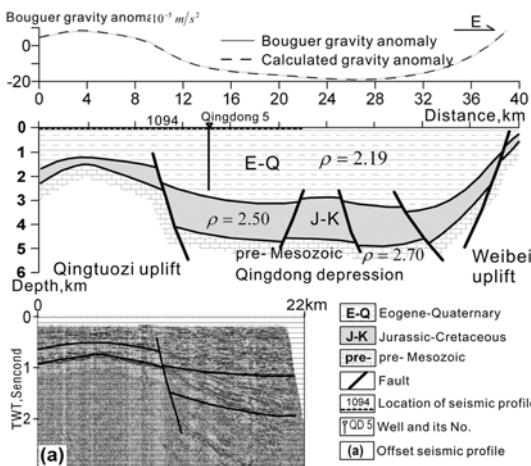 Bouguer gravity anomaly 10⁻⁵ m/s²
E
0
-20
Bouguer gravity anomaly
Calculated gravity anomaly
0 4 8 12 16 20 24 28 32 36 40
Distance,km
1094 Qingdong 5
0
1
2
3
4
5
6
E-Q ρ = 2.19
ρ = 2.50 J-K
pre- Mesozoic ρ = 2.70
Qingtuozi uplift Qingdong depression Weibei uplift
Depth,km
0 22km
0
1
2
TWT,Sencond
(a)
E-Q Eogene-Quaternary
J-K Jurassic-Cretaceous
pre- pre- Mesozoic
Fault
1094 Location of seismic profile
QD 5 Well and its No.
(a) Offset seismic profile